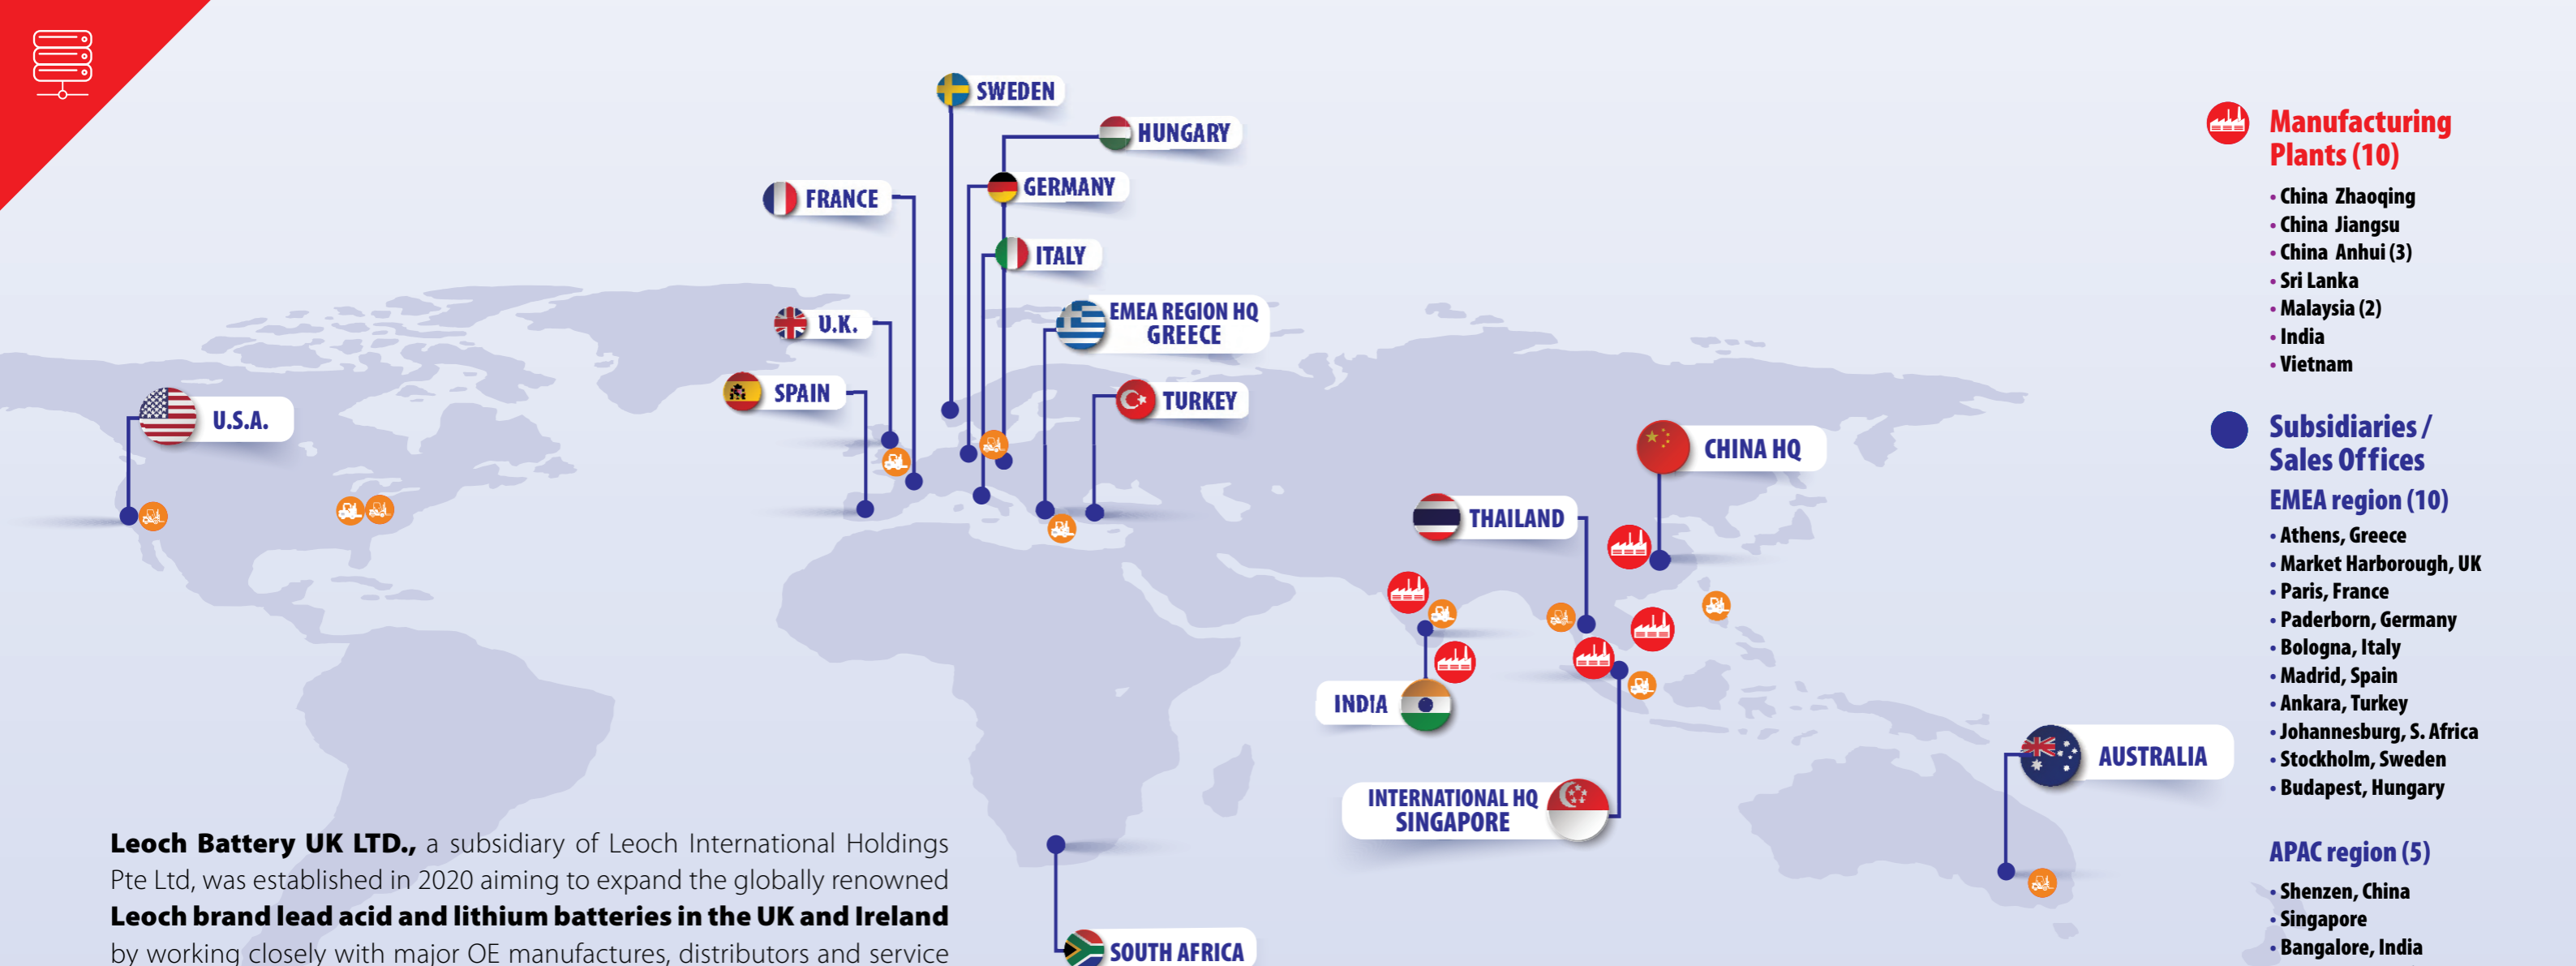 SWEDEN
HUNGARY
GERMANY
FRANCE
ITALY
U.K.
EMEA REGION HQ
GREECE
SPAIN
TURKEY
U.S.A.
CHINA HQ
THAILAND
INDIA
INTERNATIONAL HQ
SINGAPORE
AUSTRALIA
SOUTH AFRICA
Leoch Battery UK LTD., a subsidiary of Leoch International Holdings
Pte Ltd, was established in 2020 aiming to expand the globally renowned
Leoch brand lead acid and lithium batteries in the UK and Ireland
by working closely with major OE manufactures, distributors and service
Manufacturing
Plants (10)
• China Zhaoqing
• China Jiangsu
• China Anhui (3)
• Sri Lanka
• Malaysia (2)
• India
• Vietnam
Subsidiaries /
Sales Offices
EMEA region (10)
• Athens, Greece
• Market Harborough, UK
• Paris, France
• Paderborn, Germany
• Bologna, Italy
• Madrid, Spain
• Ankara, Turkey
• Johannesburg, S. Africa
• Stockholm, Sweden
• Budapest, Hungary
APAC region (5)
• Shenzen, China
• Singapore
• Bangalore, India